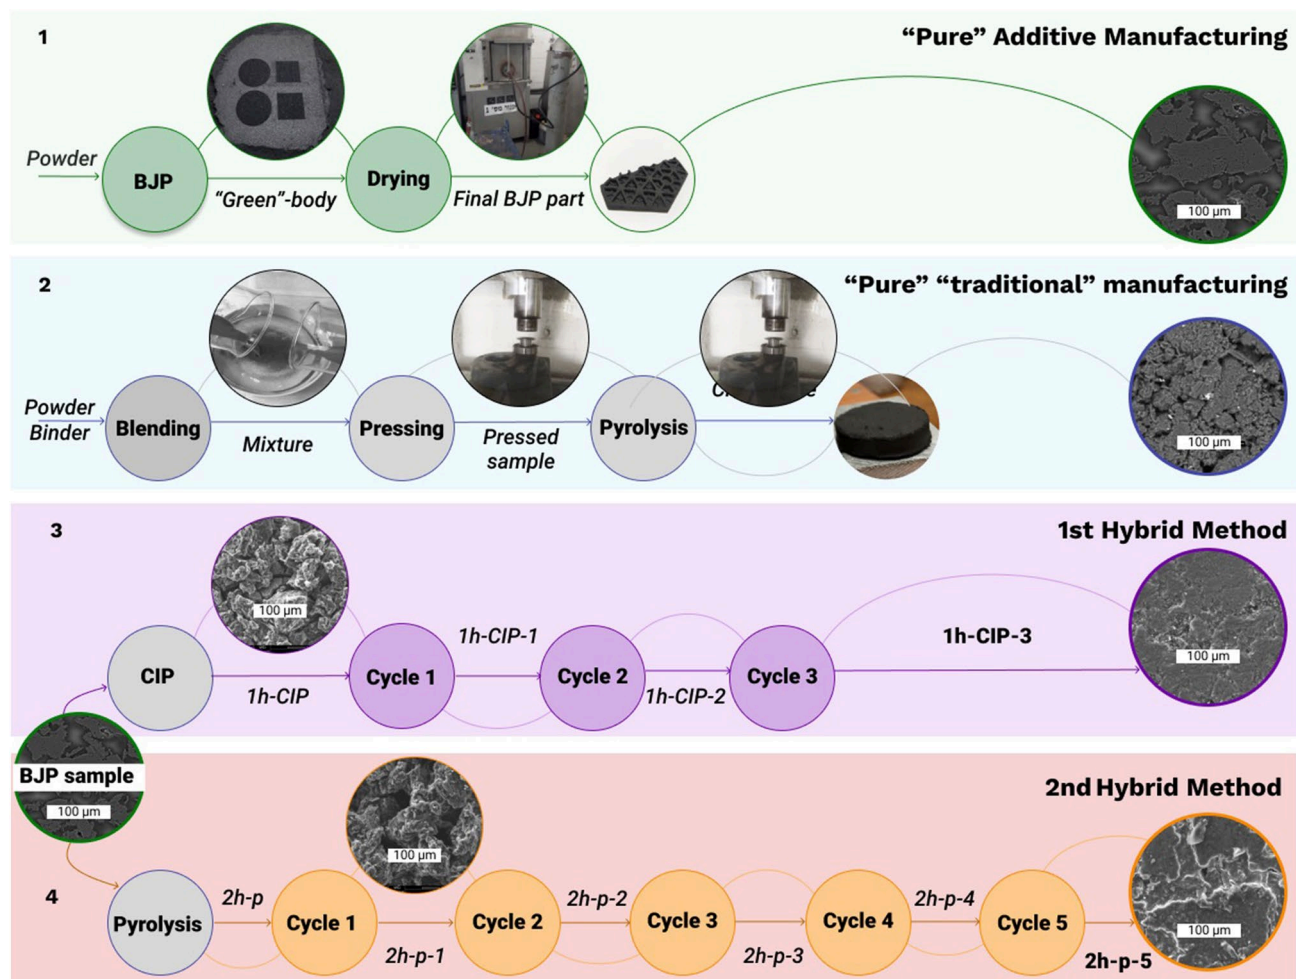 1
“Pure” Additive Manufacturing
Powder
BJP
“Green”-body
Drying
Final BJP part
100 µm
2
“Pure” “traditional” manufacturing
Powder
Binder
Blending
Mixture
Pressing
Pressed
sample
Pyrolysis
100 µm
3
1st Hybrid Method
100 µm
CIP
1h-CIP
Cycle 1
1h-CIP-1
Cycle 2
1h-CIP-2
Cycle 3
1h-CIP-3
100 µm
BJP sample
100 µm
4
2nd Hybrid Method
100 µm
Pyrolysis
2h-p
Cycle 1
2h-p-1
Cycle 2
2h-p-2
Cycle 3
2h-p-3
Cycle 4
2h-p-4
Cycle 5
2h-p-5
100 µm